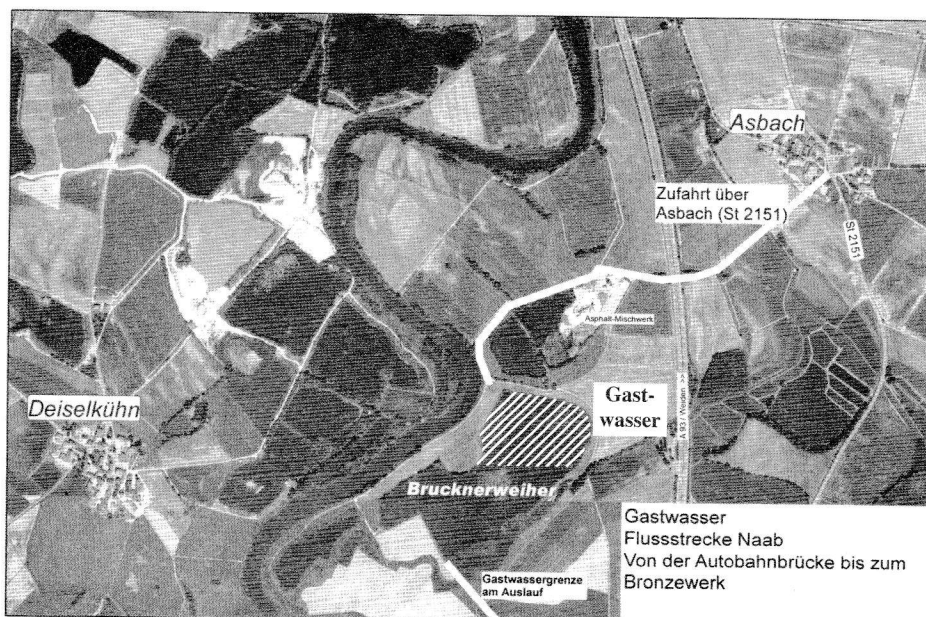 Asbach
Zufahrt über
Asbach (St 2151)
St 2151
Asphalt-Mischwerk
Deiselkühn
Gast-
wasser
A 93 / Weiden >>
Brucknerweiher
Gastwasser
Flussstrecke Naab
Von der Autobahnbrücke bis zum
Bronzewerk
Gastwassergrenze
am Auslauf